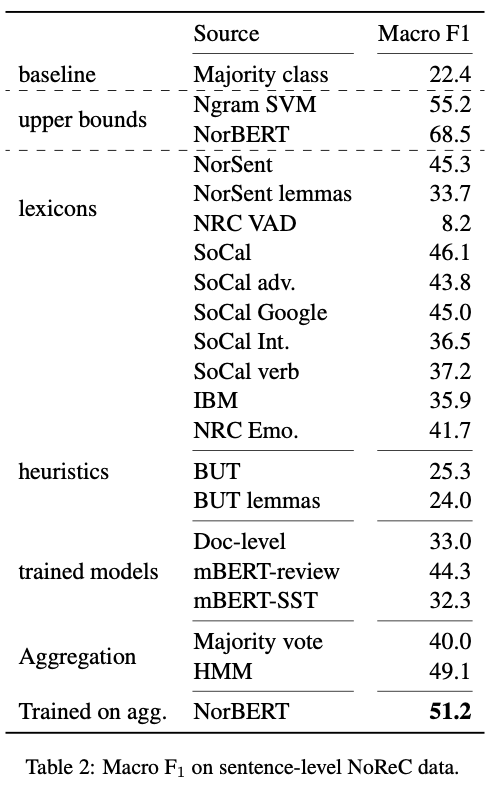 Source Macro F1
baseline Majority class 22.4
upper bounds
Ngram SVM 55.2
NorBERT 68.5
lexicons
NorSent 45.3
NorSent lemmas 33.7
NRC VAD 8.2
SoCal 46.1
SoCal adv. 43.8
SoCal Google 45.0
SoCal Int. 36.5
SoCal verb 37.2
IBM 35.9
NRC Emo. 41.7
heuristics BUT 25.3
BUT lemmas 24.0
Doc-level 33.0
trained models mBERT-review 44.3
mBERT-SST 32.3
Aggregation
Majority vote 40.0
HMM 49.1
Trained on agg. NorBERT 51.2
Table 2: Macro F₁ on sentence-level NoReC data.